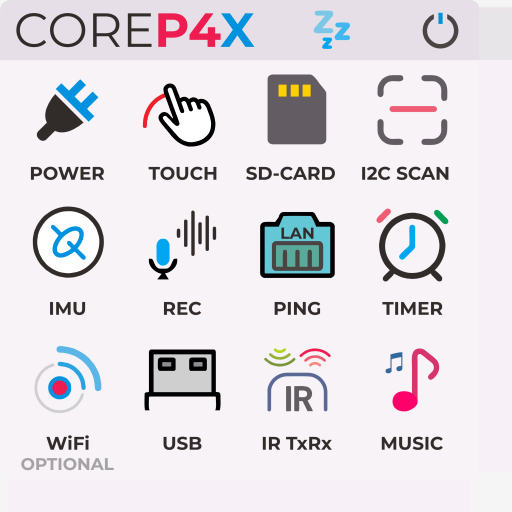 COREP4X
zzz
POWER TOUCH SD-CARD I2C SCAN
LAN
IMU REC PING TIMER
IR
WiFi USB IR TxRx MUSIC
OPTIONAL